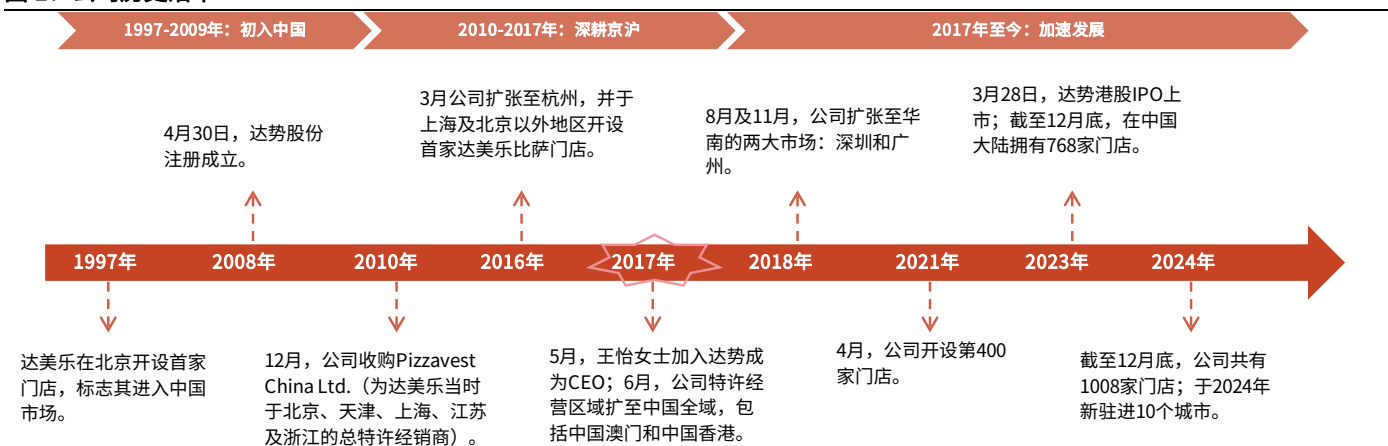 1997-2009年：初入中国
2010-2017年：深耕京沪
2017年至今：加速发展
4月30日，达势股份
注册成立。
3月公司扩张至杭州，并于
上海及北京以外地区开设
首家达美乐比萨门店。
8月及11月，公司扩张至华
南的两大市场：深圳和广
州。
3月28日，达势港股IPO上
市；截至12月底，在中国
大陆拥有768家门店。
1997年
2008年
2010年
2016年
2017年
2018年
2021年
2023年
2024年
达美乐在北京开设首家
门店，标志其进入中国
市场。
12月，公司收购Pizzavest
China Ltd.（为达美乐当时
于北京、天津、上海、江苏
及浙江的总特许经销商）。
5月，王怡女士加入达势成
为CEO；6月，公司特许经
营区域扩至中国全域，包
括中国澳门和中国香港。
4月，公司开设第400
家门店。
截至12月底，公司共有
1008家门店；于2024年
新驻进10个城市。